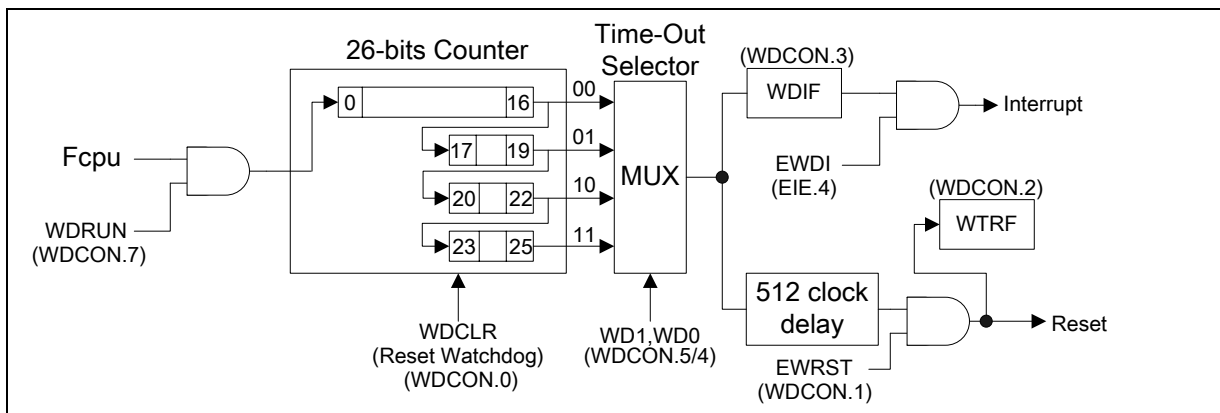 26-bits Counter
Time-Out
Selector
(WDCON.3)
WDIF
Interrupt
0
16
00
Fcpu
17
19
01
MUX
EWDI
(EIE.4)
20
22
10
(WDCON.2)
WTRF
WDRUN
(WDCON.7)
23
25
11
512 clock
delay
Reset
WDCLR
(Reset Watchdog)
(WDCON.0)
WD1,WD0
(WDCON.5/4)
EWRST
(WDCON.1)